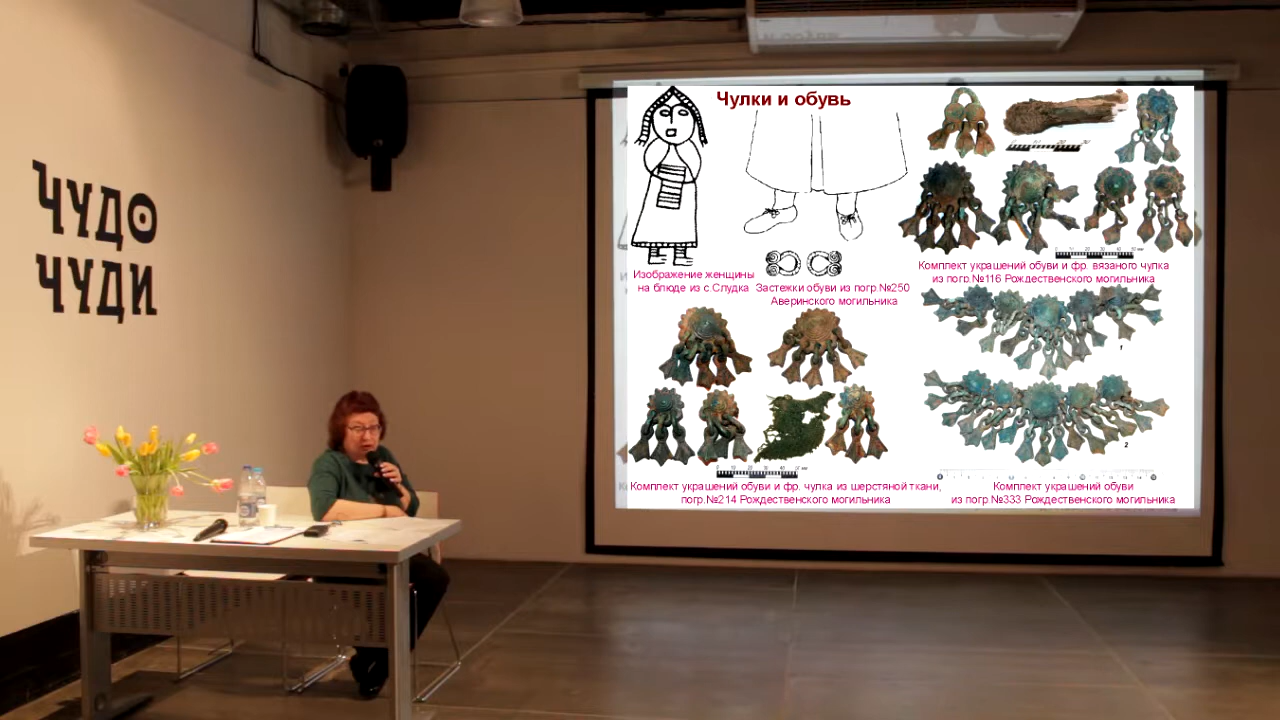 ЧУДО
ЧУДИ
Чулки и обувь
Изображение женщины
на блюде из с.Слудка
Застежки обуви из погр.№250
Аверинского могильника
Комплект украшений обуви и фр. вязаного чулка
из погр.№116 Рождественского могильника
1
2
Комплект украшений обуви и фр. чулка из шерстяной ткани,
погр.№214 Рождественского могильника
Комплект украшений обуви
из погр.№333 Рождественского могильника